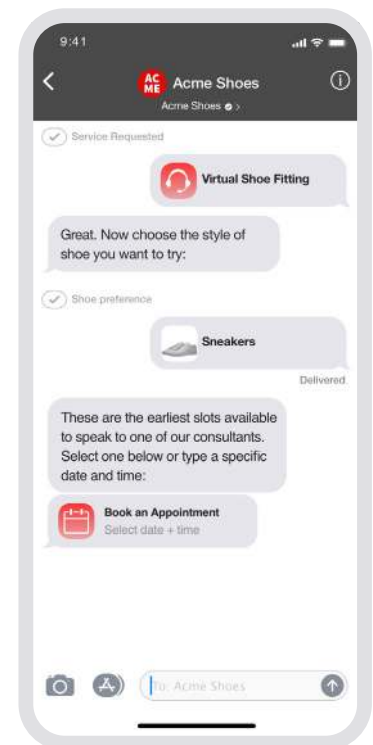 9:41
AC
ME
Acme Shoes
Acme Shoes
Service Requested
Virtual Shoe Fitting
Great. Now choose the style of
shoe you want to try:
Shoe preference
Sneakers
Delivered
These are the earliest slots available
to speak to one of our consultants.
Select one below or type a specific
date and time:
Book an Appointment
Select date + time
To: Acme Shoes